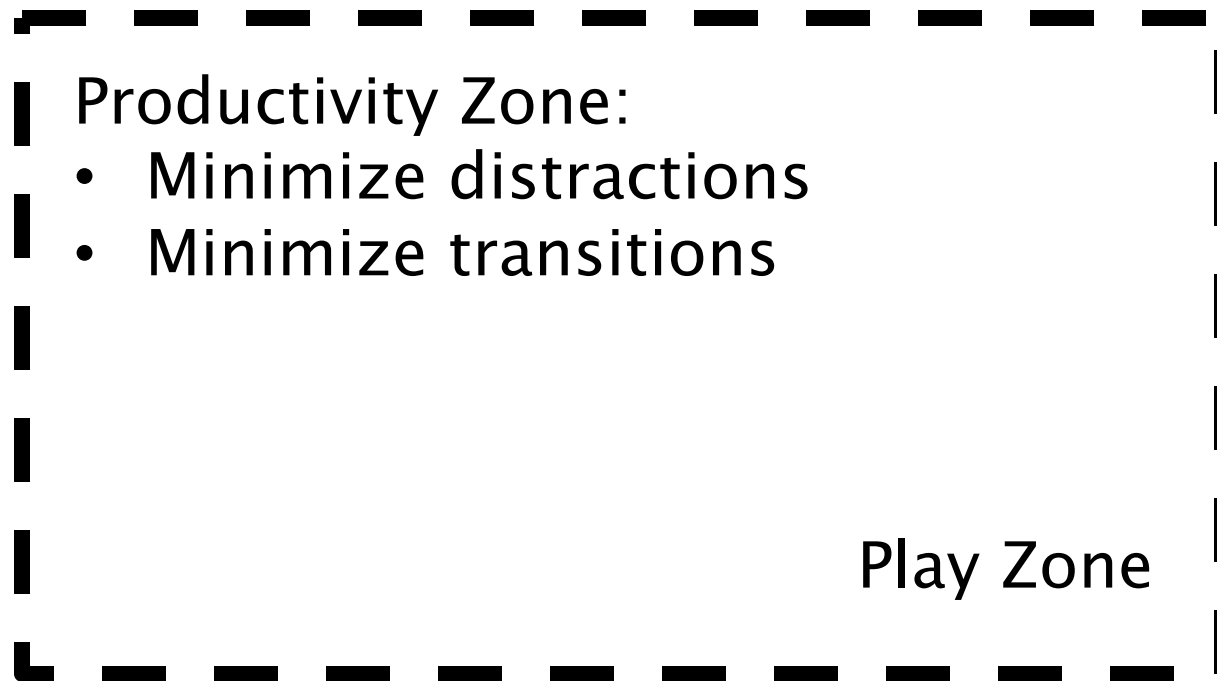 Productivity Zone:
• Minimize distractions
• Minimize transitions
Play Zone